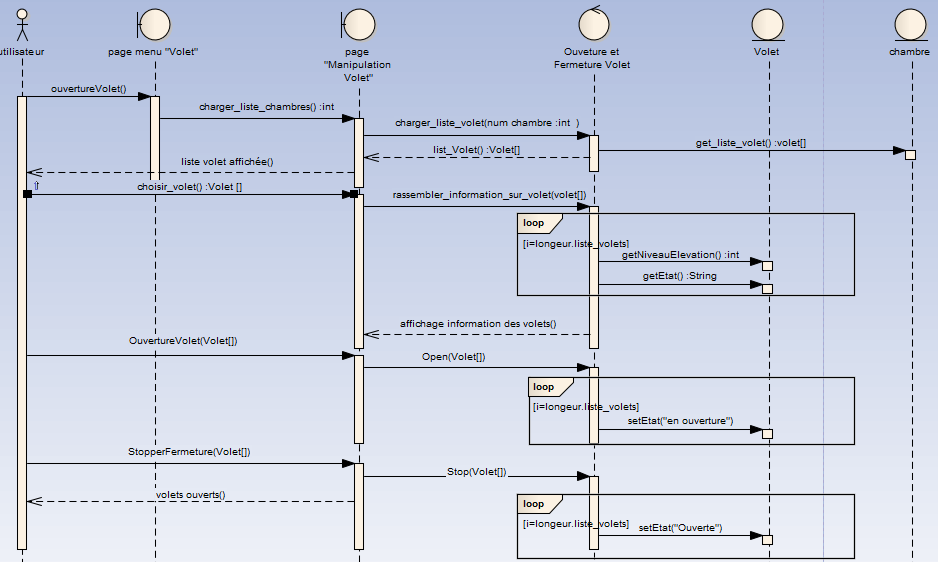 utilisateur
page menu "Volet"
page
"Manipulation
Volet"
Ouveture et
Fermeture Volet
Volet
chambre
ouvertureVolet()
charger_liste_chambres() :int
charger_liste_volet(num chambre :int )
get_liste_volet() :volet[]
list_Volet() :Volet[]
liste volet affichée()
choisir_volet() :Volet []
rassembler_information_sur_volet(volet[])
loop
[i=longeur.liste_volets]
getNiveauElevation() :int
getEtat() :String
affichage information des volets()
OuvertureVolet(Volet[])
Open(Volet[])
loop
[i=longeur.liste_volets]
setEtat("en ouverture")
StopperFermeture(Volet[])
Stop(Volet[])
volets ouverts()
loop
[i=longeur.liste_volets]
setEtat("Ouverte")